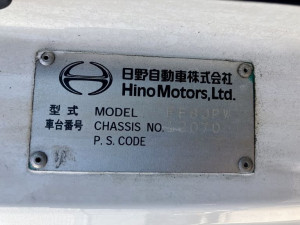 日野自動車株式会社
Hino Motors, Ltd.
型式 MODEL
車台番号 CHASSIS NO.
P. S. CODE